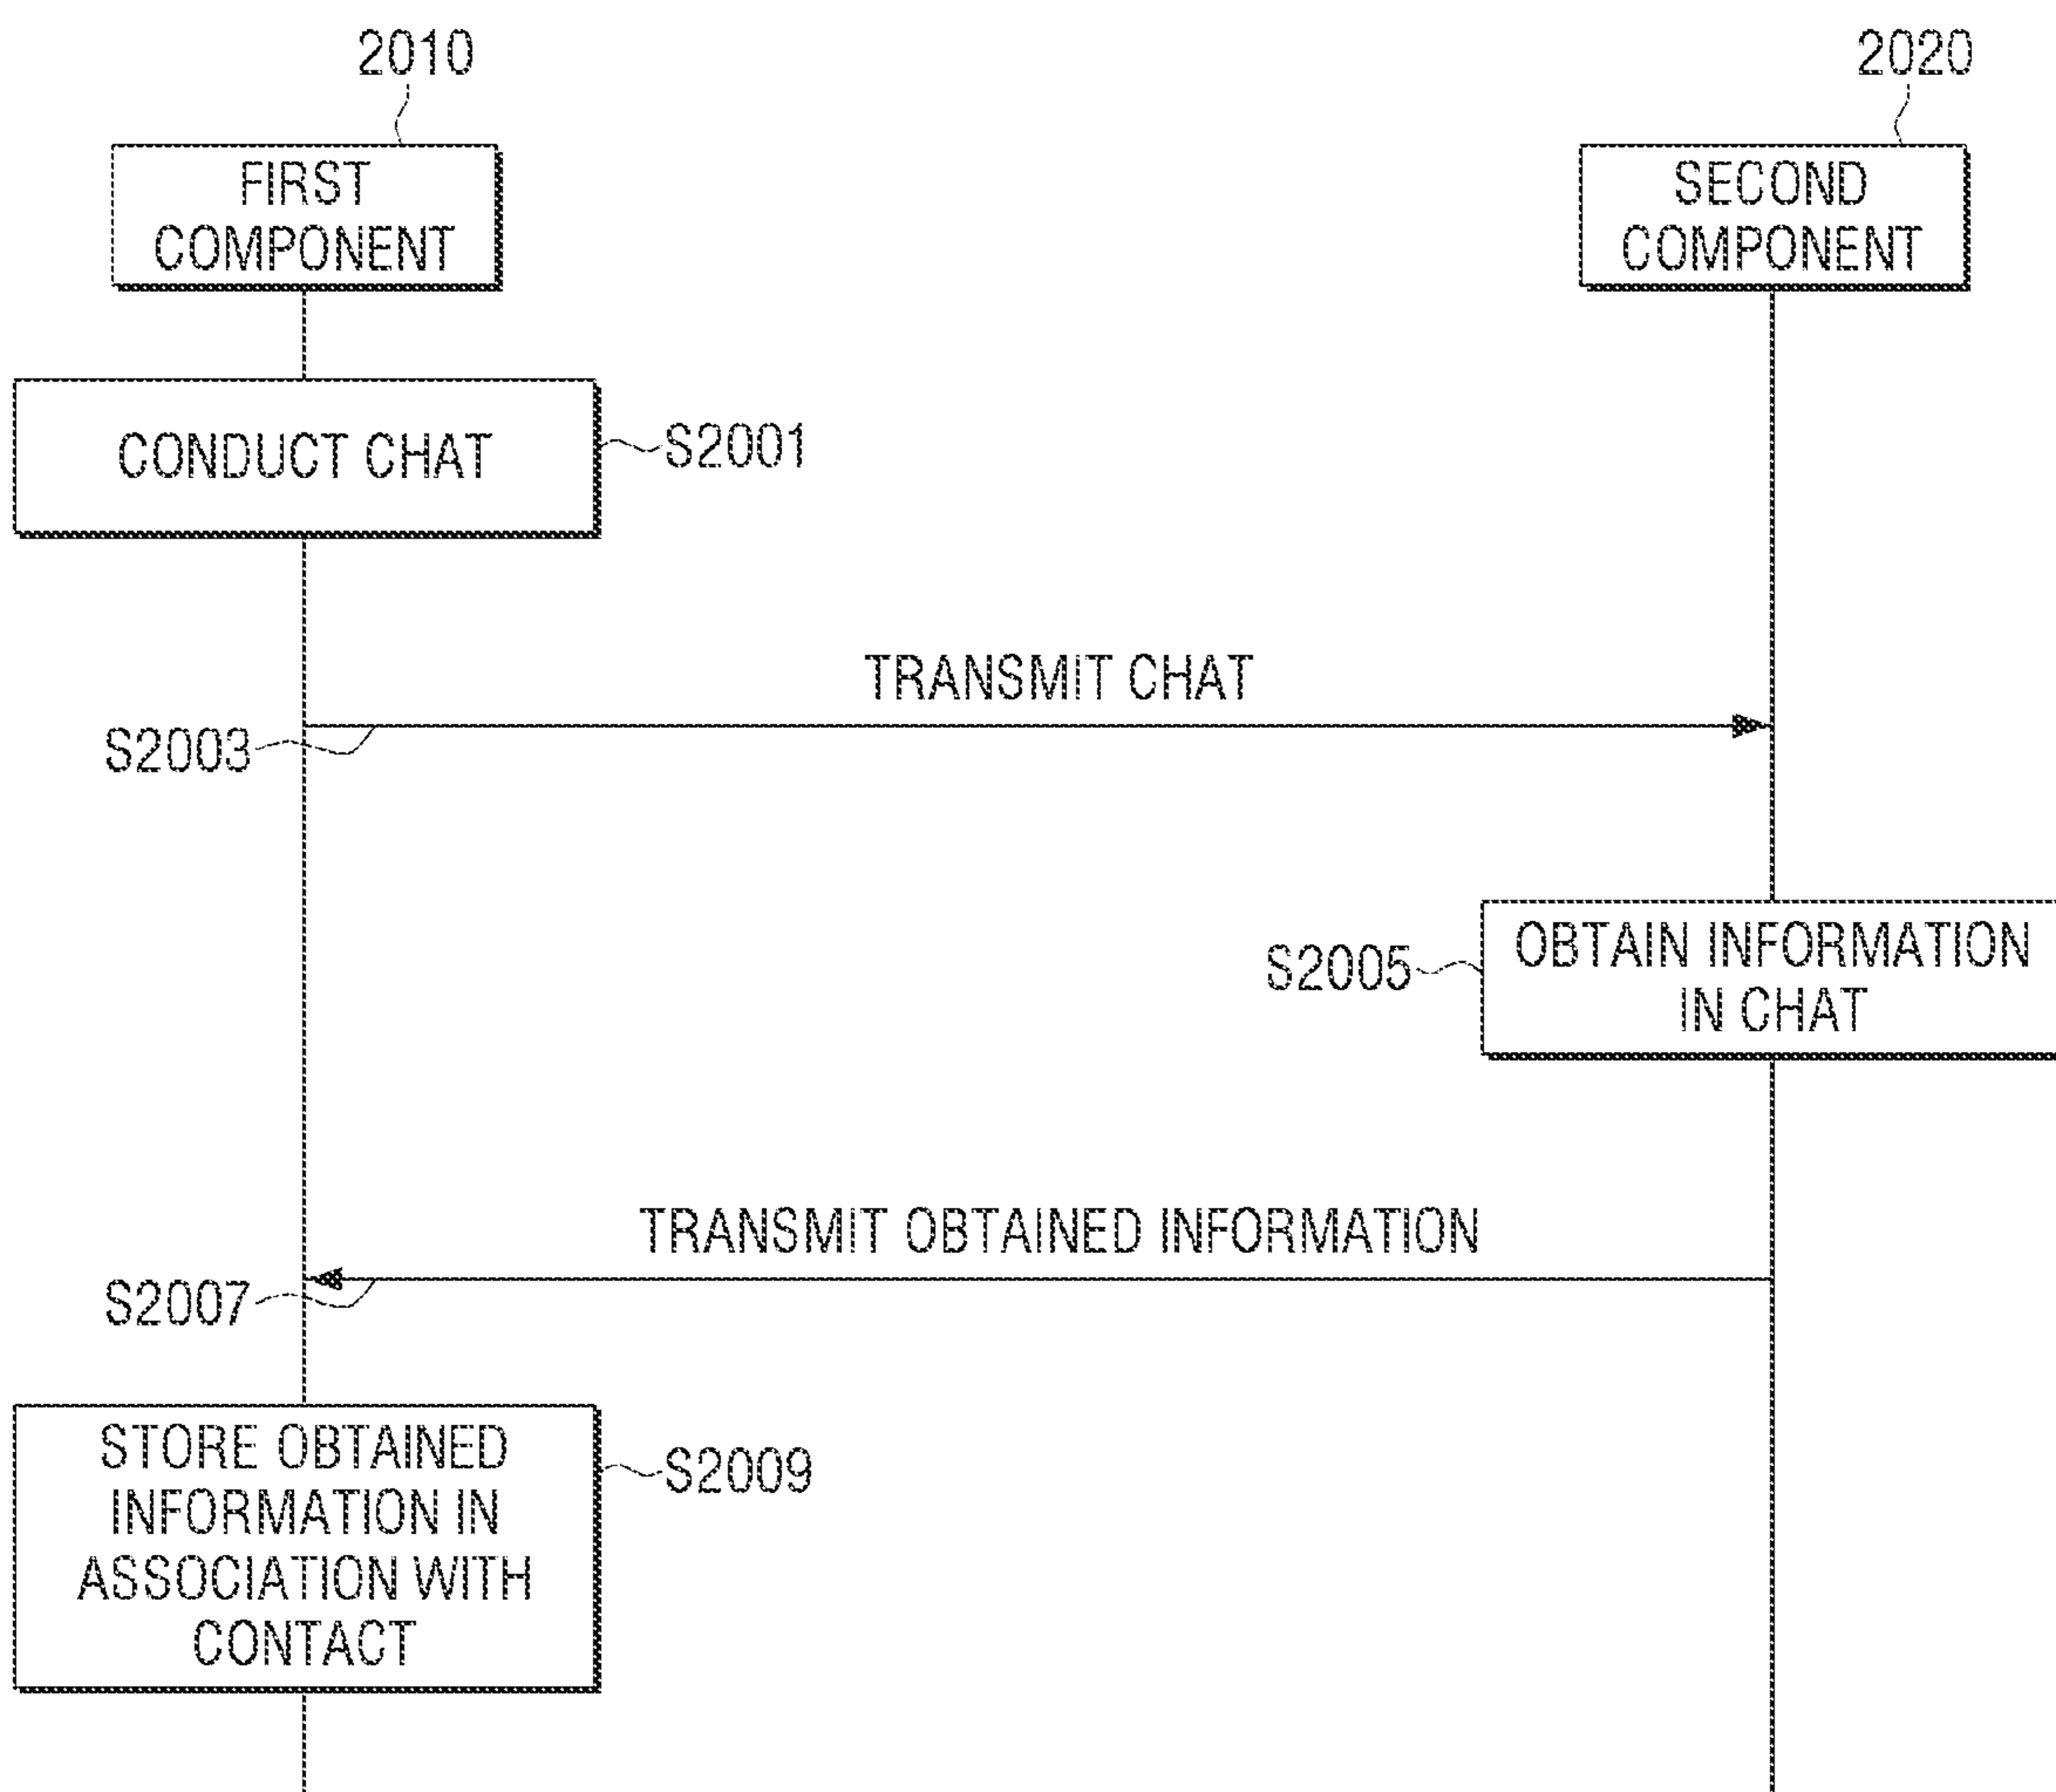 2010
2020
FIRST
COMPONENT
SECOND
COMPONENT
CONDUCT CHAT
S2001
TRANSMIT CHAT
S2003
S2005
OBTAIN INFORMATION
IN CHAT
TRANSMIT OBTAINED INFORMATION
S2007
STORE OBTAINED
INFORMATION IN
ASSOCIATION WITH
CONTACT
S2009